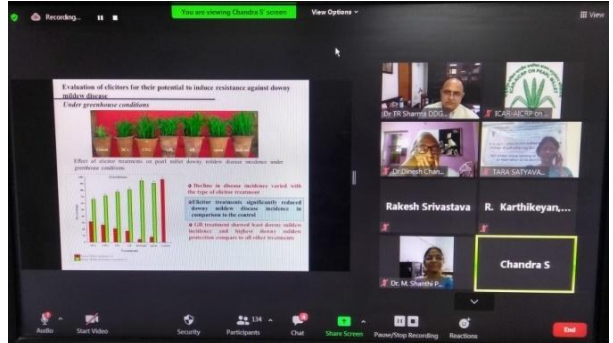 Recording...
You are viewing Chandra S' screen
View Options
View
Evaluation of elicitors for their potential to induce resistance against downy
mildew disease
Under greenhouse conditions
Effect of elicitor treatments on pearl millet downy mildew disease incidence under
greenhouse conditions
Decline in disease incidence varied with
the type of elicitor treatment
Elicitor treatments significantly reduced
downy mildew disease incidence in
comparison to the control
treatment showed least downy mildew
incidence and highest downy mildew
protection compare to all other treatments
Dr TR Sharma DDG...
ICAR-AICRP on
Dr.Dinesh Chan...
TARA SATYAVA...
Rakesh Srivastava
R. Karthikeyan,...
Dr. M. Shanthi P...
Chandra S
Audio
Start Video
Security
134
Participants
Chat
Share Screen
Pause/Stop Recording
Reactions
End